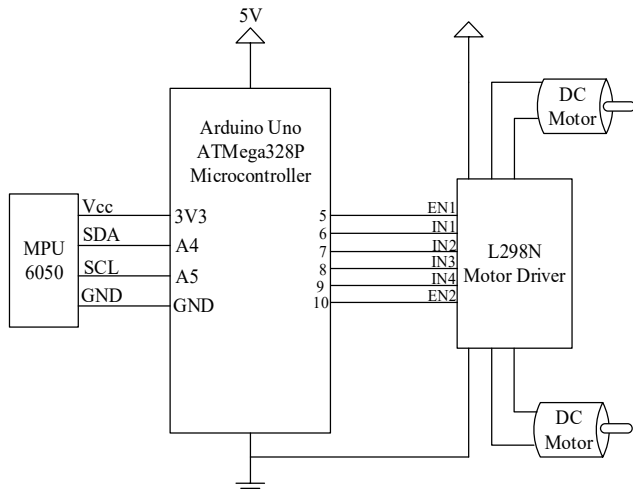 5V
DC
Motor
Arduino Uno
ATMega328P
Microcontroller
MPU
6050
Vcc
SDA
SCL
GND
3V3
A4
A5
GND
5
6
7
8
9
10
EN1
IN1
IN2
IN3
IN4
EN2
L298N
Motor Driver
DC
Motor